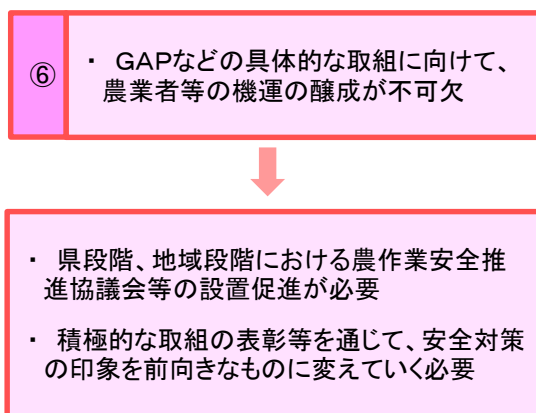 ⑥
・ GAPなどの具体的な取組に向けて、
農業者等の機運の醸成が不可欠
・ 県段階、地域段階における農作業安全推
進協議会等の設置促進が必要
・ 積極的な取組の表彰等を通じて、安全対策
の印象を前向きなものに変えていく必要